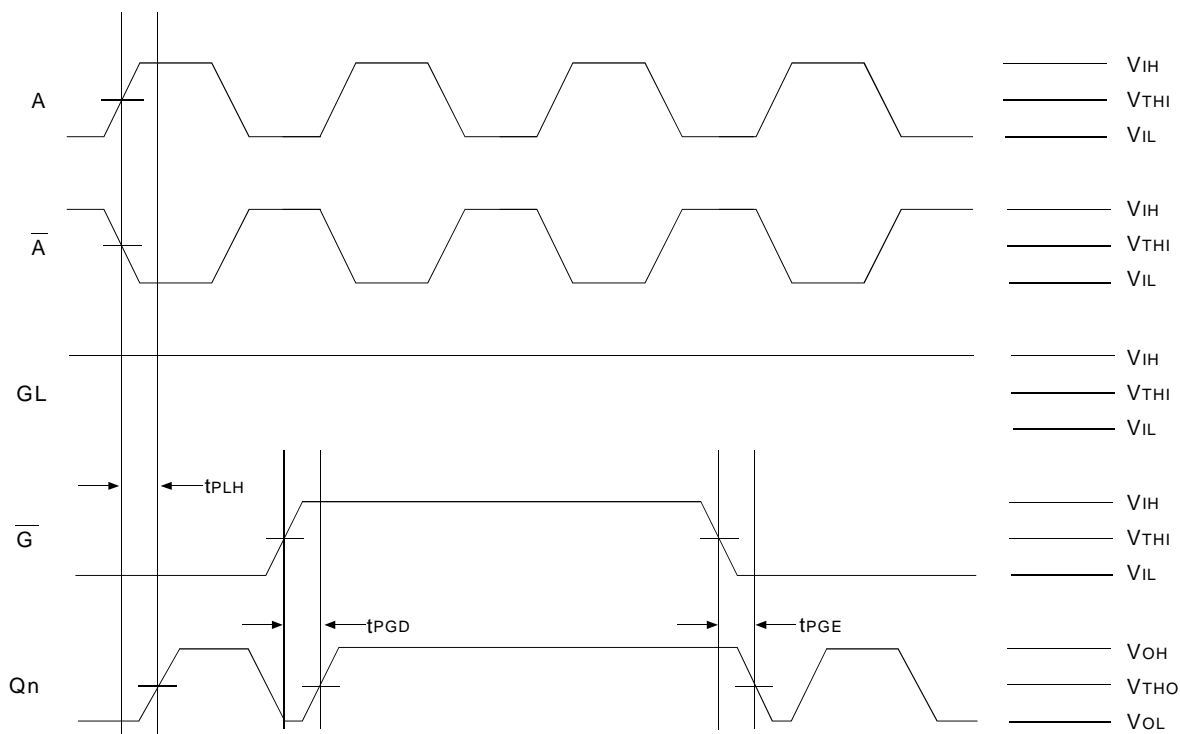 A
VIH
VTHI
VIL
A
VIH
VTHI
VIL
GL
VIH
VTHI
VIL
tPLH
G
VIH
VTHI
VIL
tPGD
tPGE
Qn
VOH
VTHO
VOL